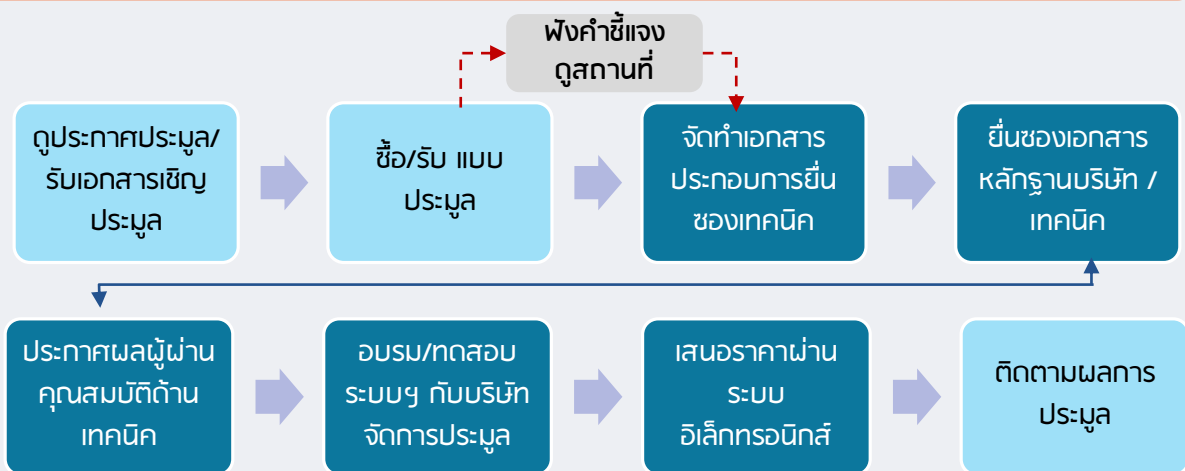 ฟังคำชี้แจง
ดูสถานที่
ดูประกาศประมูล/
รับเอกสารเชิญ
ประมูล
ซื้อ/รับ แบบ
ประมูล
จัดทำเอกสาร
ประกอบการยื่น
ซองเทคนิค
ยื่นซองเอกสาร
หลักฐานบริษัท /
เทคนิค
ประกาศผลผู้ผ่าน
คุณสมบัติด้าน
เทคนิค
อบรม/ทดสอบ
ระบบฯ กับบริษัท
จัดการประมูล
เสนอราคาผ่าน
ระบบ
อิเล็กทรอนิกส์
ติดตามผลการ
ประมูล